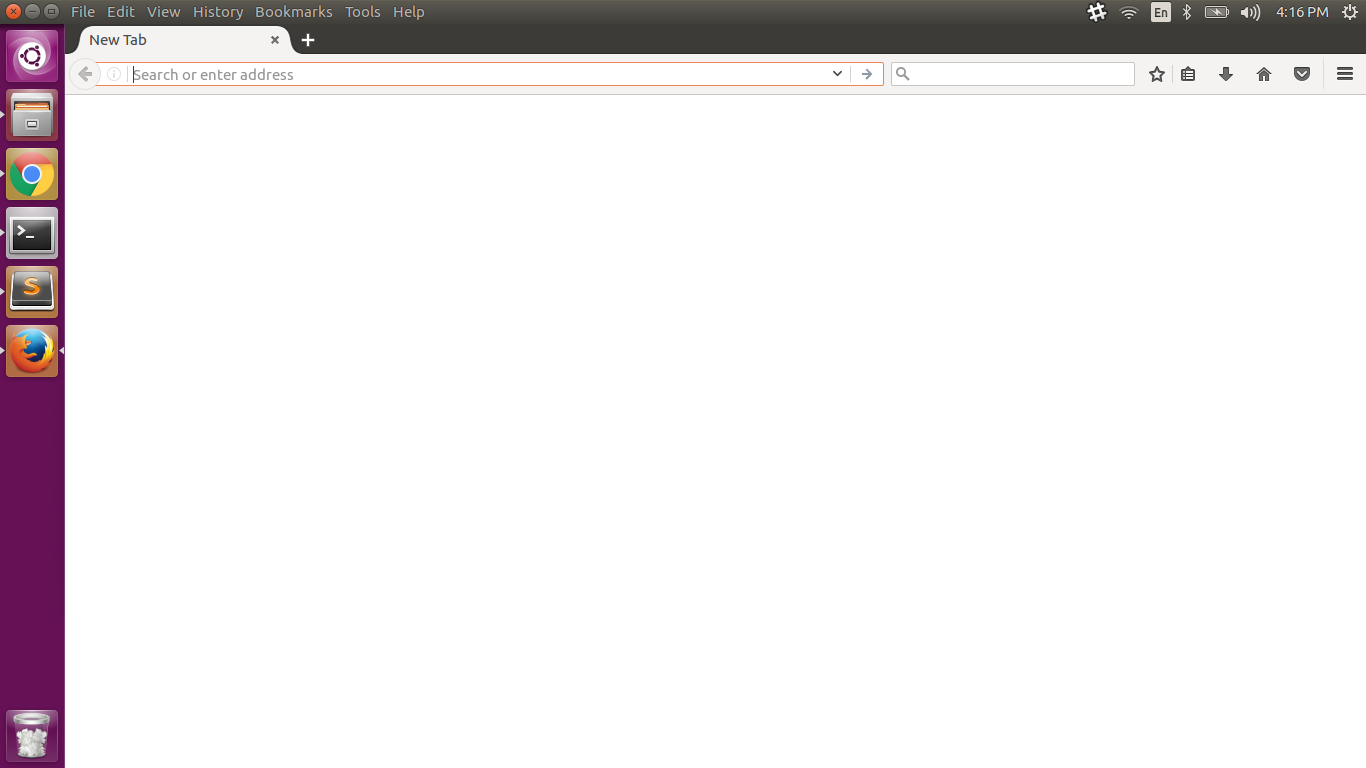 File Edit View History Bookmarks Tools Help
En
4:16 PM
New Tab
Search or enter address